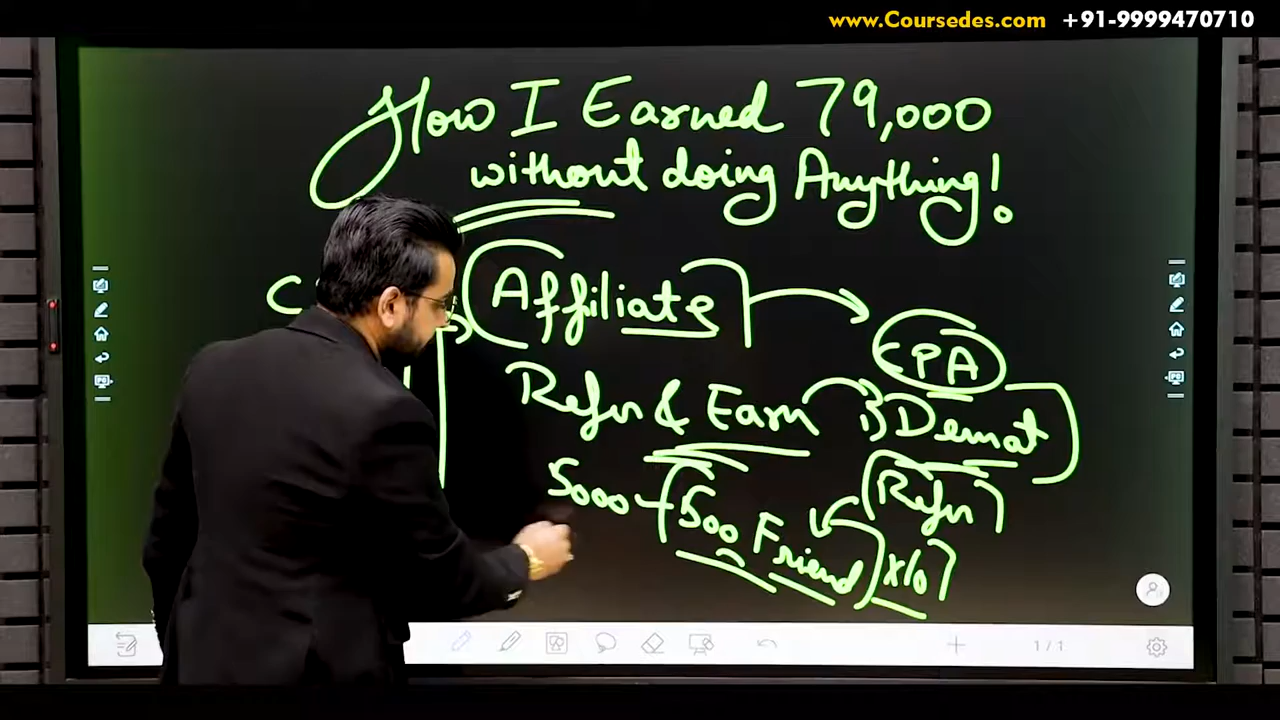 www.Coursedes.com +91-9999470710
How I Earned 79,000
without doing Anything!
C
Affiliate
CPA
Refer & Earn
Demat
Refer
5000 - (500 Friend) x10
1/1